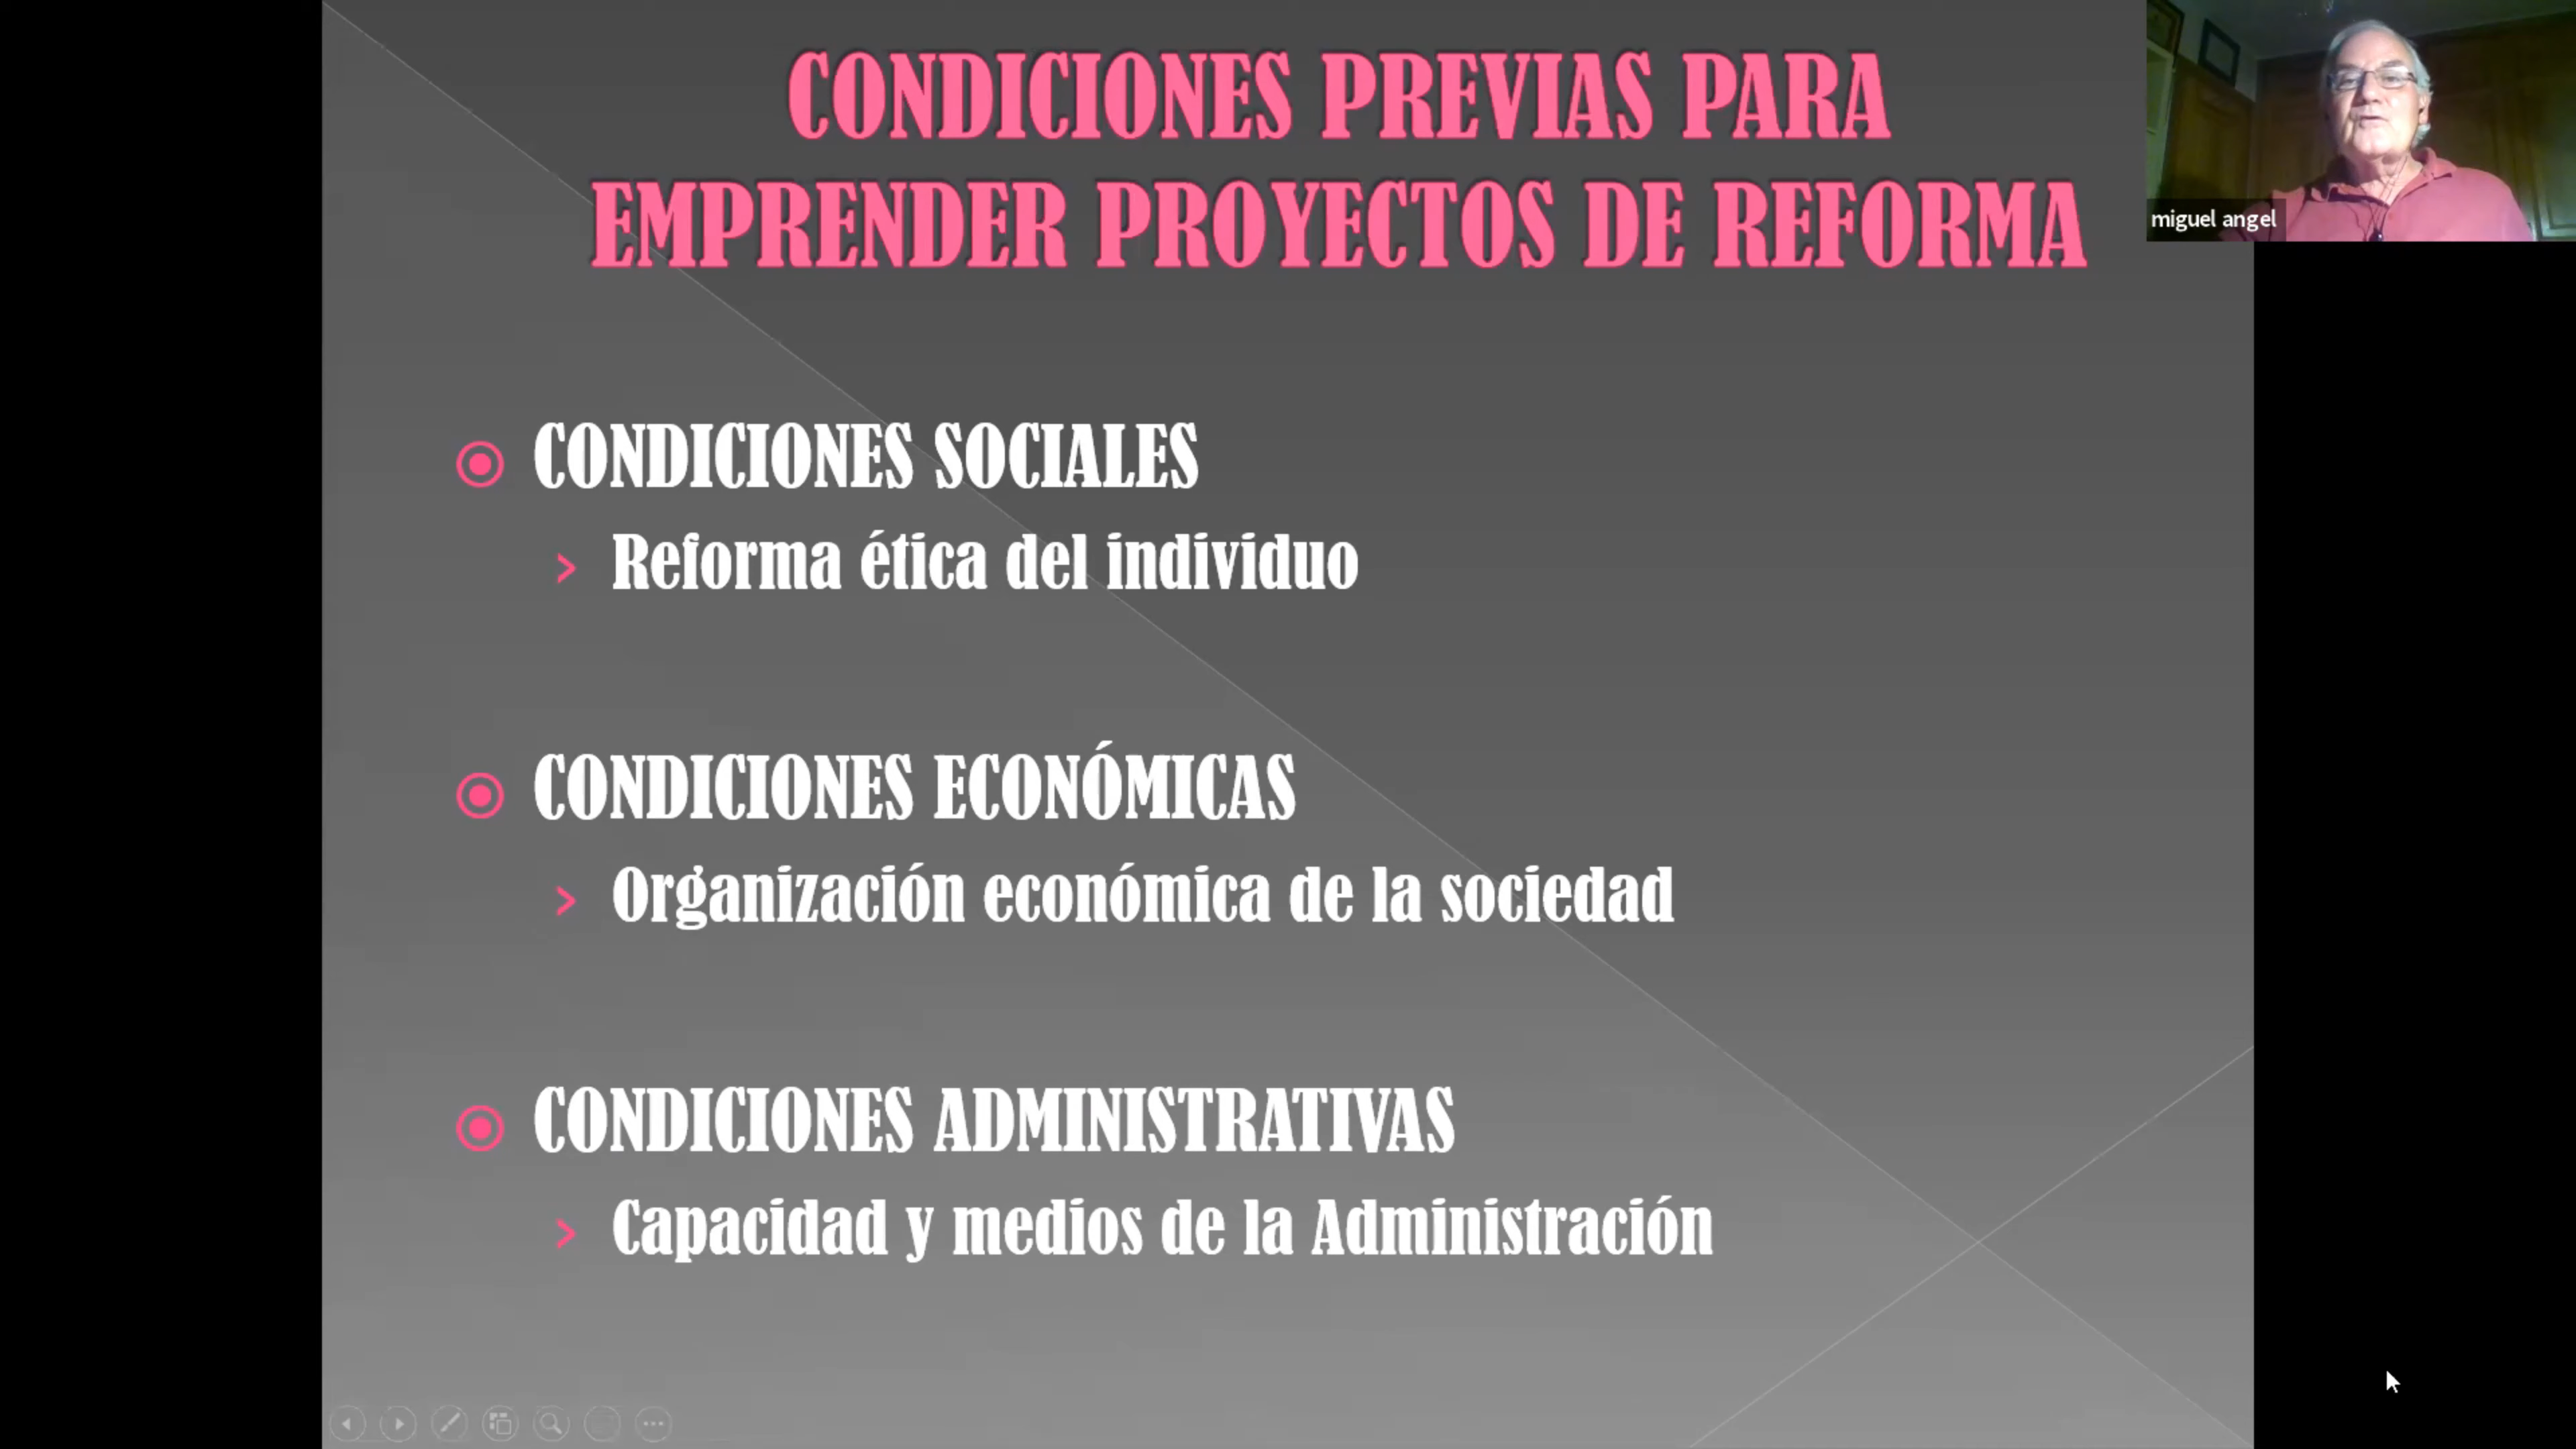 CONDICIONES PREVIAS PARA
EMPRENDER PROYECTOS DE REFORMA
miguel angel
CONDICIONES SOCIALES
Reforma ética del individuo
CONDICIONES ECONÓMICAS
Organización económica de la sociedad
CONDICIONES ADMINISTRATIVAS
Capacidad y medios de la Administración